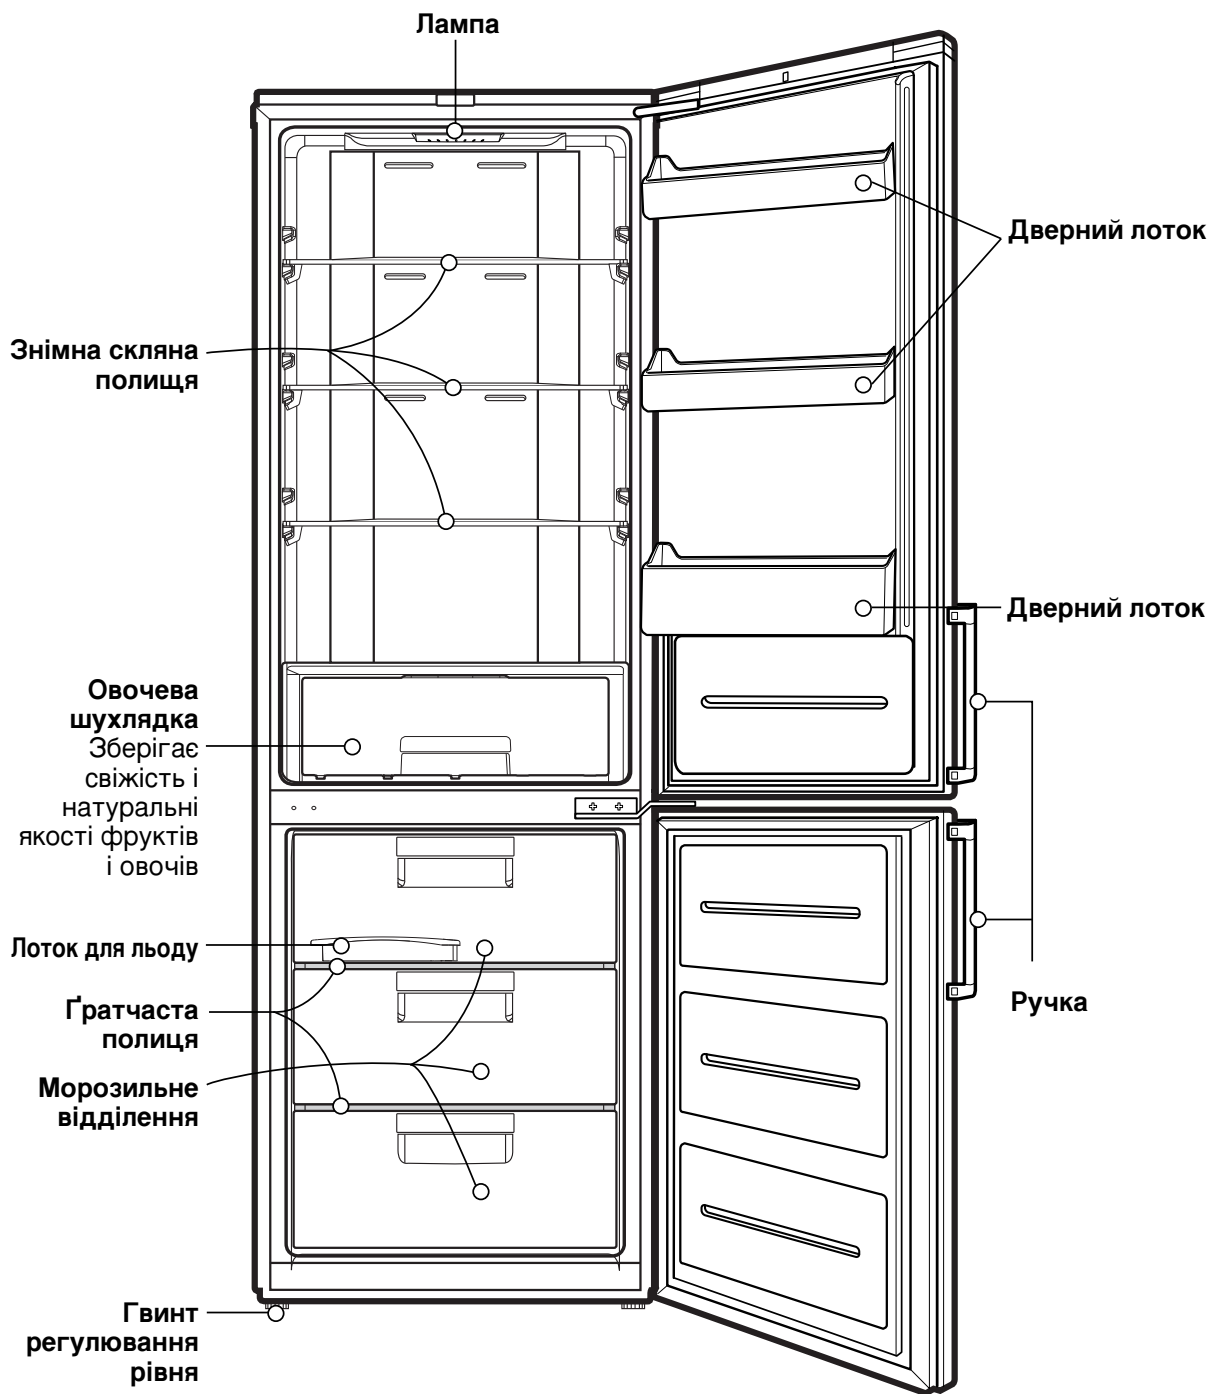 Лампа
Дверний лоток
Знімна скляна
полищя
Дверний лоток
Овочева
шухлядка
Зберігає
свіжість і
натуральні
якості фруктів
і овочів
Лоток для льоду
Ґратчаста
полиця
Ручка
Морозильне
відділення
Гвинт
регулювання
рівня